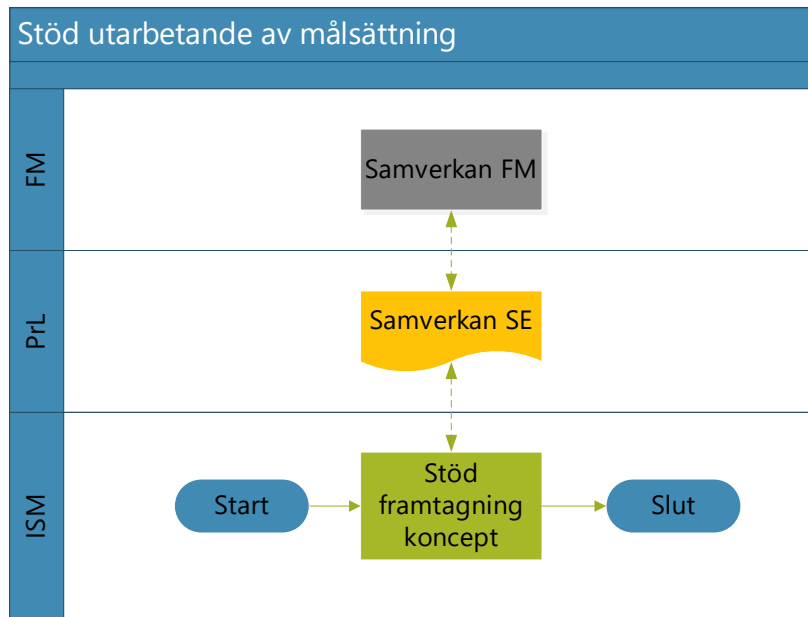 Stöd utarbetande av målsättning
FM
Samverkan FM
PrL
Samverkan SE
ISM
Start
Stöd
framtagning
koncept
Slut